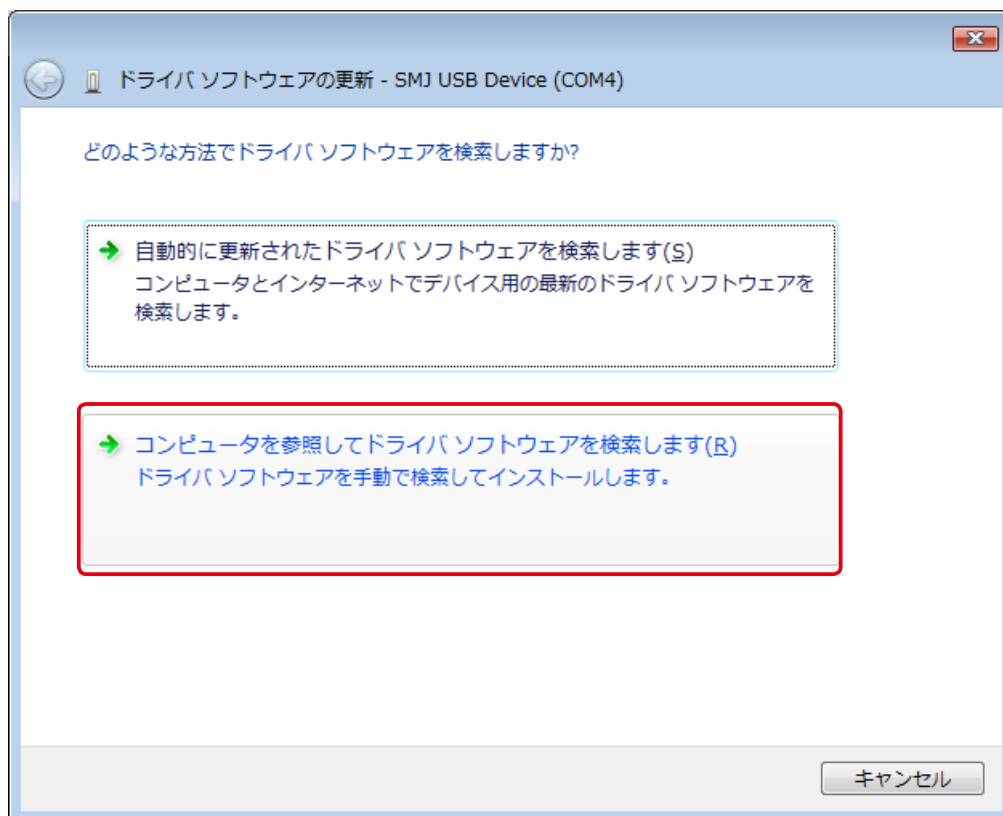 ドライバ ソフトウェアの更新 - SMJ USB Device (COM4)
どのような方法でドライバ ソフトウェアを検索しますか?
自動的に更新されたドライバ ソフトウェアを検索します(S)
コンピュータとインターネットでデバイス用の最新のドライバ ソフトウェアを
検索します。
コンピュータを参照してドライバ ソフトウェアを検索します(R)
ドライバ ソフトウェアを手動で検索してインストールします。
キャンセル